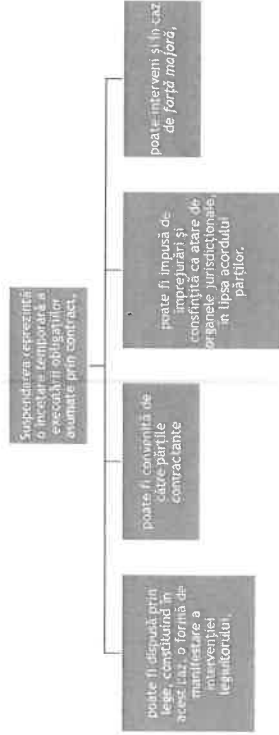 Suspendarea reprezintă
o încetare temporară a
executării obligațiilor
asumate prin contract,
poate fi dispusă prin
lege, constituind în
acest caz, o formă de
manifestare a
intervenției
legiuitorului,
poate fi convenită de
către părțile
contractante
poate fi impusă de
împrejurări și
consfințită ca atare de
organele jurisdicționale,
în lipsa acordului
părților,
poate interveni și în caz
de forță majoră,